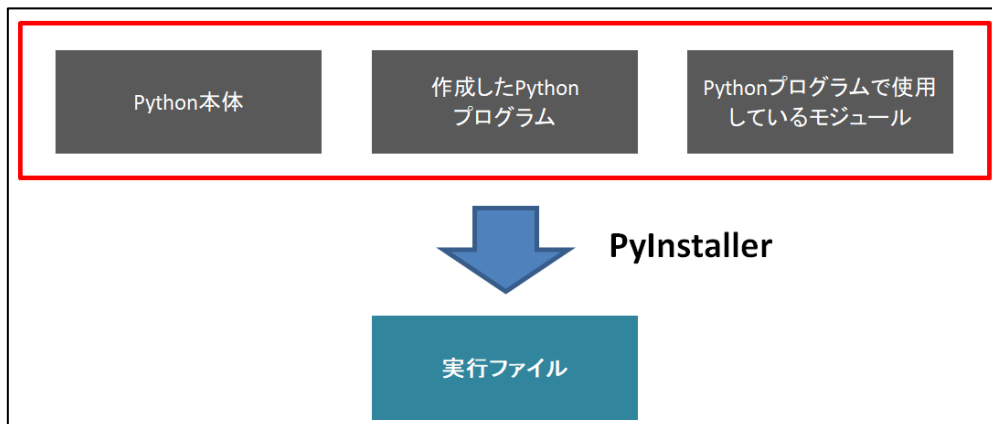 Python本体
作成したPython
プログラム
Pythonプログラムで使用
しているモジュール
PyInstaller
実行ファイル